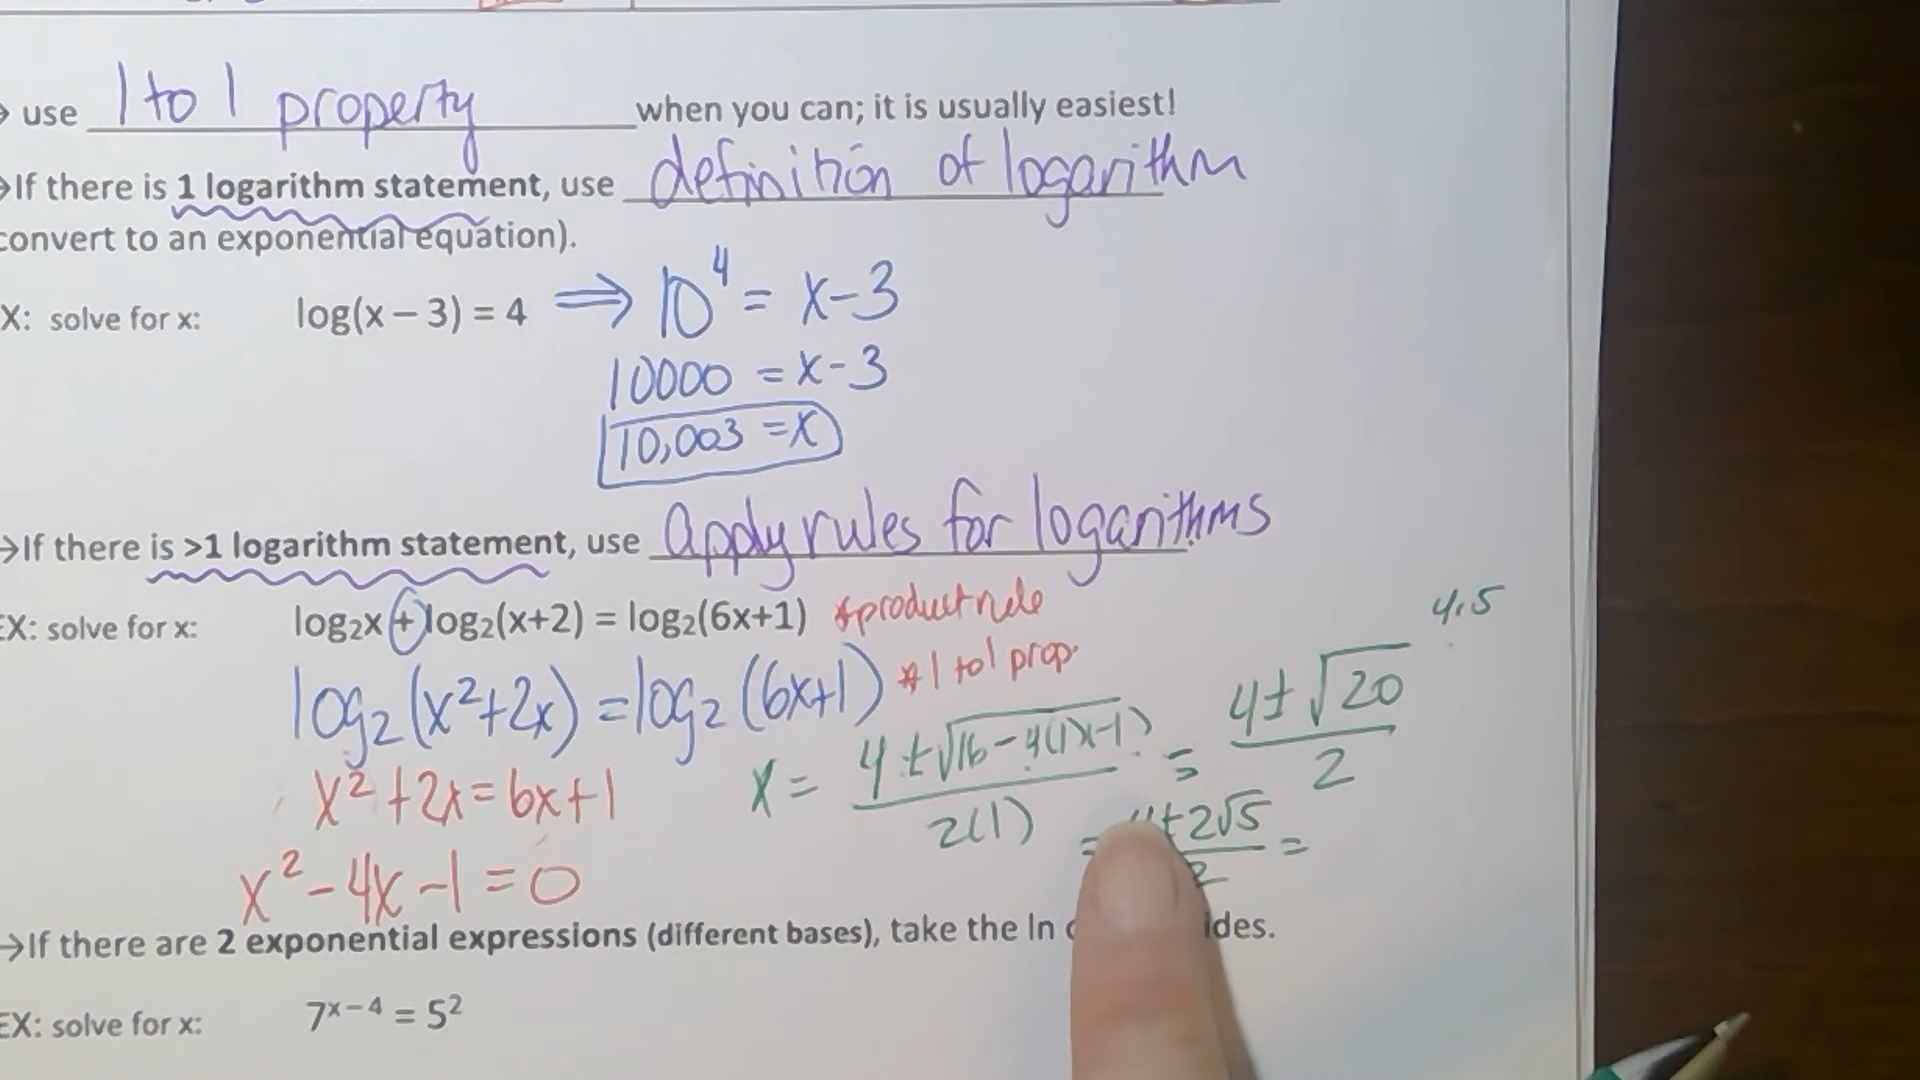 use 1 to 1 property when you can; it is usually easiest!
→If there is 1 logarithm statement, use definition of logarithm
convert to an exponential equation).
X: solve for x: log(x – 3) = 4 ⟹ 10⁴ = x-3
10000 = x-3
10,003 = x
→If there is >1 logarithm statement, use apply rules for logarithms
EX: solve for x: log₂x + log₂(x+2) = log₂(6x+1) *product rule
4·5
log₂(x²+2x) = log₂(6x+1) *1 to 1 prop.
x = 4±√16-4(1)(-1) / 2(1) = 4±√20 / 2
x²+2x = 6x+1
= ±2√5 / 2 =
x²-4x-1 = 0
→If there are 2 exponential expressions (different bases), take the ln ides.
EX: solve for x: 7ˣ⁻⁴ = 5²